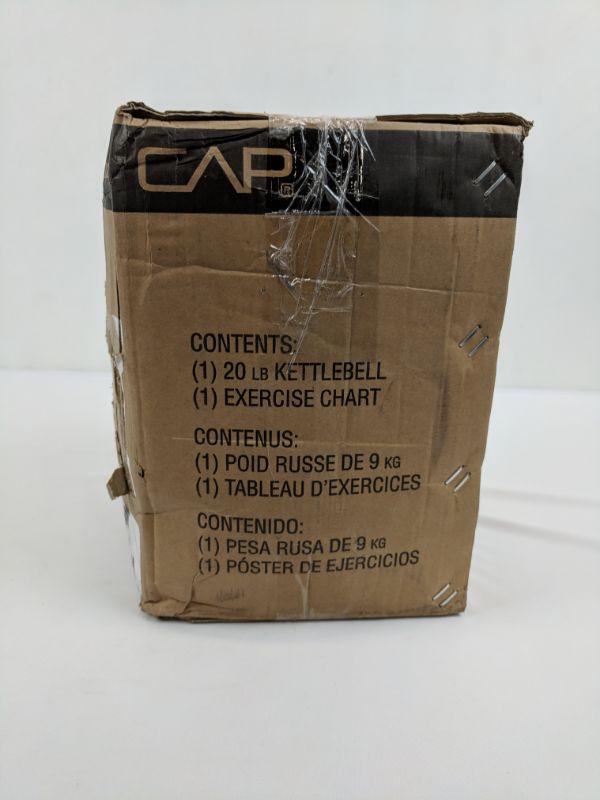 CAP®
CONTENTS:
(1) 20 LB KETTLEBELL
(1) EXERCISE CHART
CONTENUS:
(1) POID RUSSE DE 9 KG
(1) TABLEAU D'EXERCICES
CONTENIDO:
(1) PESA RUSA DE 9 KG
(1) PÓSTER DE EJERCICIOS